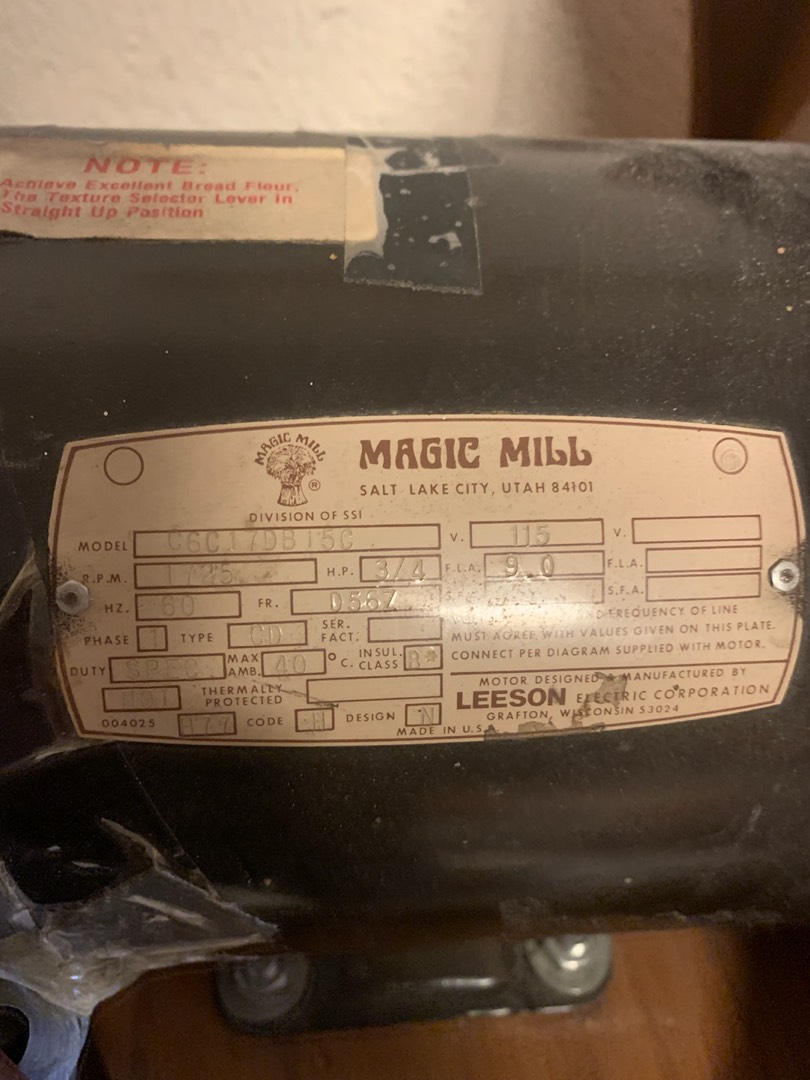 NOTE:
Achieve Excellent Bread Flour,
The Texture Selector Lever in
Straight Up Position
MAGIC MILL
®
MAGIC MILL
SALT LAKE CITY, UTAH 84101
DIVISION OF SSI
MODEL C6C17DB15C V. 115 V.
R.P.M. 1725 H.P. 3/4 F.L.A. 9.0 F.L.A.
S.F.A.
HZ. 60 FR. D56Z
AND FREQUENCY OF LINE
PHASE 1 TYPE CD SER. FACT.
MUST AGREE WITH VALUES GIVEN ON THIS PLATE.
CONNECT PER DIAGRAM SUPPLIED WITH MOTOR.
DUTY SPEC MAX AMB. 40 °C. INSUL. CLASS B*
NOT THERMALLY PROTECTED
MOTOR DESIGNED & MANUFACTURED BY
LEESON ELECTRIC CORPORATION
GRAFTON, WISCONSIN 53024
004025 CODE H DESIGN N
MADE IN U.S.A.